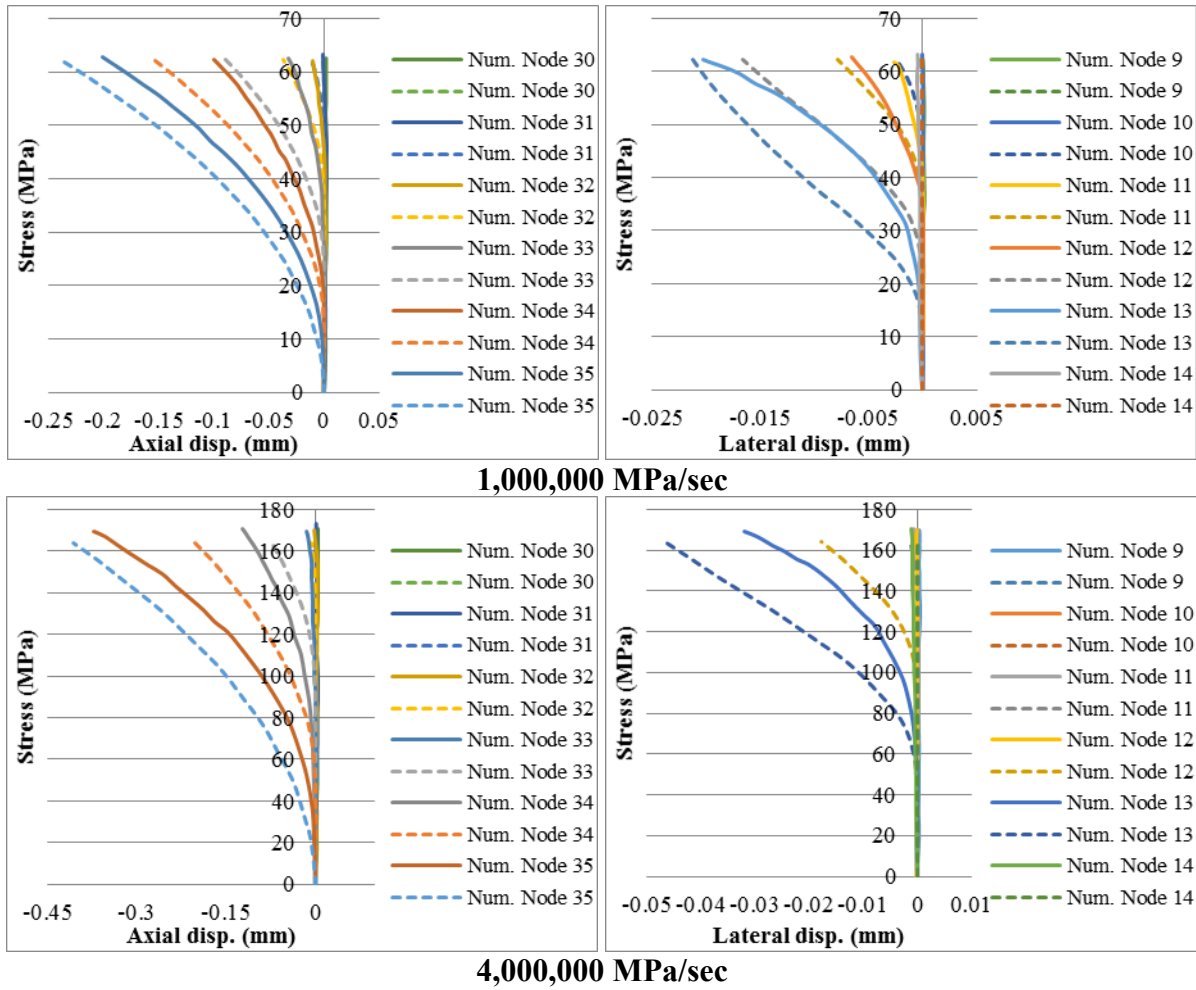 70
60
50
40
30
20
10
0
-0.25 -0.2 -0.15 -0.1 -0.05 0 0.05
Stress (MPa)
Axial disp. (mm)
Num. Node 30
Num. Node 30
Num. Node 31
Num. Node 31
Num. Node 32
Num. Node 32
Num. Node 33
Num. Node 33
Num. Node 34
Num. Node 34
Num. Node 35
Num. Node 35
70
60
50
40
30
20
10
0
-0.025 -0.015 -0.005 0.005
Stress (MPa)
Lateral disp. (mm)
Num. Node 9
Num. Node 9
Num. Node 10
Num. Node 10
Num. Node 11
Num. Node 11
Num. Node 12
Num. Node 12
Num. Node 13
Num. Node 13
Num. Node 14
Num. Node 14
1,000,000 MPa/sec
180
160
140
120
100
80
60
40
20
0
-0.45 -0.3 -0.15 0
Stress (MPa)
Axial disp. (mm)
Num. Node 30
Num. Node 30
Num. Node 31
Num. Node 31
Num. Node 32
Num. Node 32
Num. Node 33
Num. Node 33
Num. Node 34
Num. Node 34
Num. Node 35
Num. Node 35
180
160
140
120
100
80
60
40
20
0
-0.05 -0.04 -0.03 -0.02 -0.01 0 0.01
Stress (MPa)
Lateral disp. (mm)
Num. Node 9
Num. Node 9
Num. Node 10
Num. Node 10
Num. Node 11
Num. Node 11
Num. Node 12
Num. Node 12
Num. Node 13
Num. Node 13
Num. Node 14
Num. Node 14
4,000,000 MPa/sec